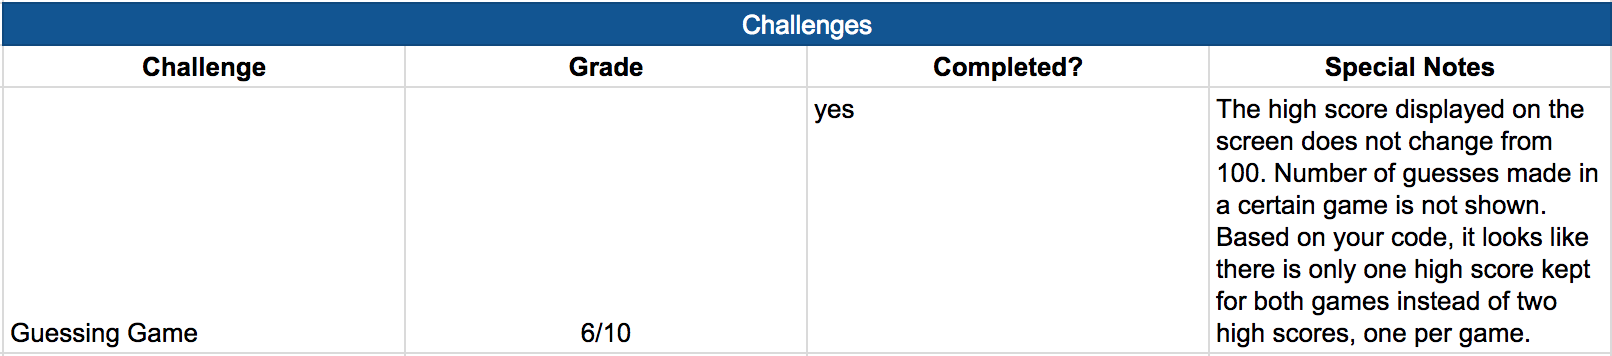 Challenges
Challenge Grade Completed? Special Notes
yes
The high score displayed on the
screen does not change from
100. Number of guesses made in
a certain game is not shown.
Based on your code, it looks like
there is only one high score kept
for both games instead of two
Guessing Game 6/10 high scores, one per game.